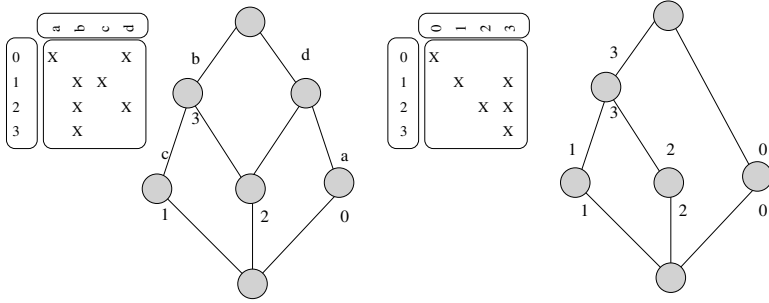 a b c d
0 X X
1 X X
2 X X
3 X
b d
3
c a
1 2 0
0 1 2 3
0 X
1 X X
2 X X
3 X
3
3
1 2 0
1 2 0